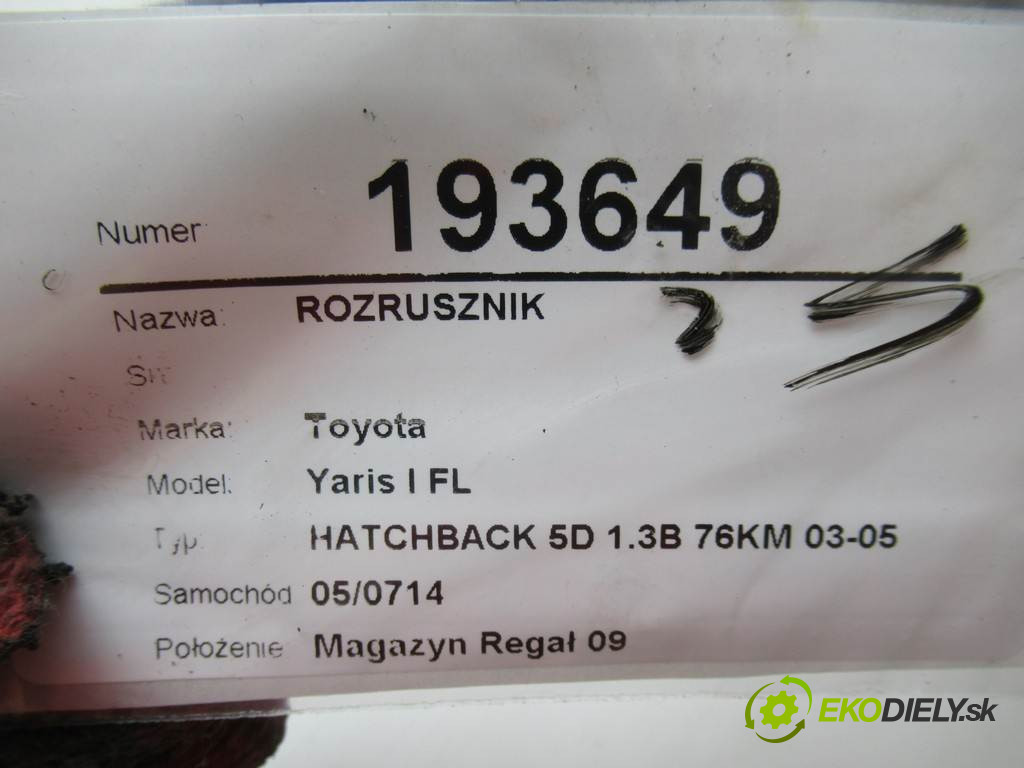 Numer: 193649
Nazwa: ROZRUSZNIK
Marka: Toyota
Model: Yaris I FL
Typ: HATCHBACK 5D 1.3B 76KM 03-05
Samochód 05/0714
Położenie Magazyn Regał 09
EKODIELY.sk